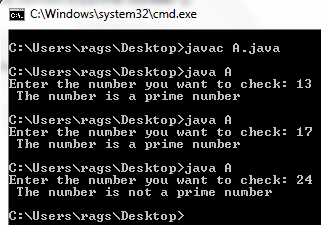 C:\Windows\system32\cmd.exe
C:\Users\rags\Desktop>javac A.java
C:\Users\rags\Desktop>java A
Enter the number you want to check: 13
The number is a prime number
C:\Users\rags\Desktop>java A
Enter the number you want to check: 17
The number is a prime number
C:\Users\rags\Desktop>java A
Enter the number you want to check: 24
The number is not a prime number
C:\Users\rags\Desktop>